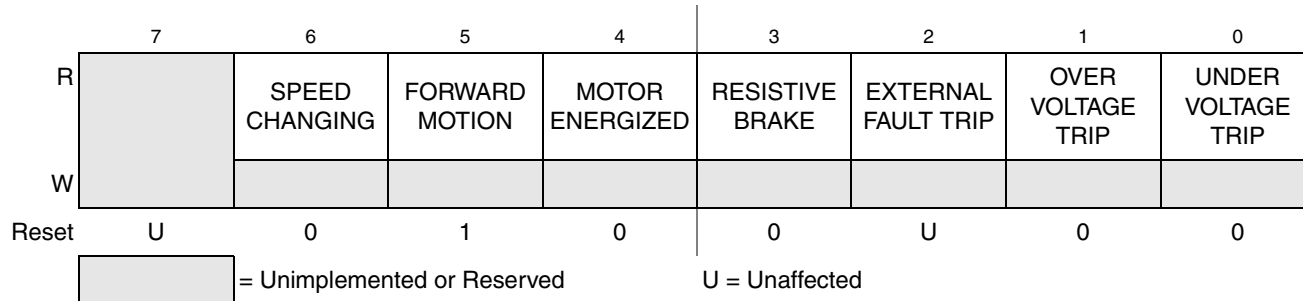 7 6 5 4 3 2 1 0
R
SPEED CHANGING
FORWARD MOTION
MOTOR ENERGIZED
RESISTIVE BRAKE
EXTERNAL FAULT TRIP
OVER VOLTAGE TRIP
UNDER VOLTAGE TRIP
W
Reset U 0 1 0 0 U 0 0
= Unimplemented or Reserved U = Unaffected